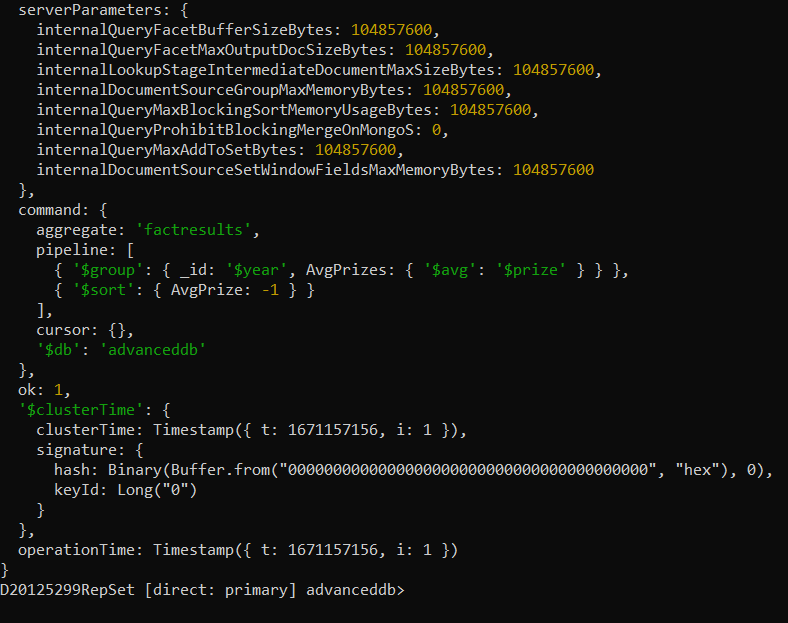 serverParameters: {
internalQueryFacetBufferSizeBytes: 104857600,
internalQueryFacetMaxOutputDocSizeBytes: 104857600,
internalLookupStageIntermediateDocumentMaxSizeBytes: 104857600,
internalDocumentSourceGroupMaxMemoryBytes: 104857600,
internalQueryMaxBlockingSortMemoryUsageBytes: 104857600,
internalQueryProhibitBlockingMergeOnMongoS: 0,
internalQueryMaxAddToSetBytes: 104857600,
internalDocumentSourceSetWindowFieldsMaxMemoryBytes: 104857600
},
command: {
aggregate: 'factresults',
pipeline: [
{ '$group': { _id: '$year', AvgPrizes: { '$avg': '$prize' } } },
{ '$sort': { AvgPrize: -1 } }
],
cursor: {},
'$db': 'advanceddb'
},
ok: 1,
'$clusterTime': {
clusterTime: Timestamp({ t: 1671157156, i: 1 }),
signature: {
hash: Binary(Buffer.from("0000000000000000000000000000000000000000", "hex"), 0),
keyId: Long("0")
}
},
operationTime: Timestamp({ t: 1671157156, i: 1 })
}
D20125299RepSet [direct: primary] advanceddb>